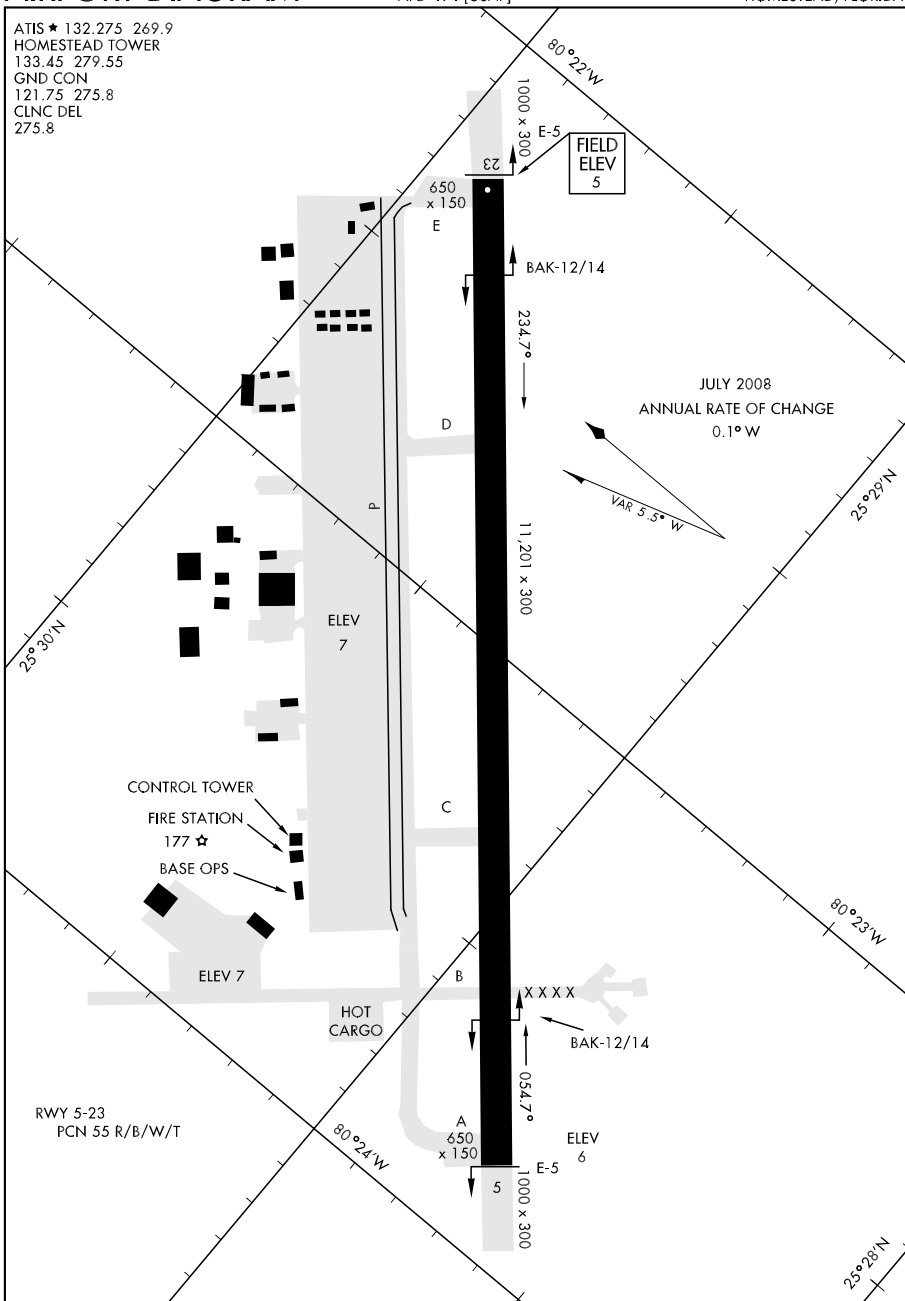 ATIS ★ 132.275 269.9
HOMESTEAD TOWER
133.45 279.55
GND CON
121.75 275.8
CLNC DEL
275.8
80°22'W
1000 x 300
E-5
FIELD
ELEV
5
23
650
x 150
E
BAK-12/14
234.7°
JULY 2008
ANNUAL RATE OF CHANGE
0.1° W
D
VAR 5.5° W
25°29'N
P
11,201 x 300
ELEV
7
25°30'N
CONTROL TOWER
C
FIRE STATION
177
BASE OPS
80°23'W
ELEV 7
B
X X X X
HOT
CARGO
BAK-12/14
054.7°
RWY 5-23
PCN 55 R/B/W/T
A
650
x 150
80°24'W
ELEV
6
E-5
5
1000 x 300
25°28'N